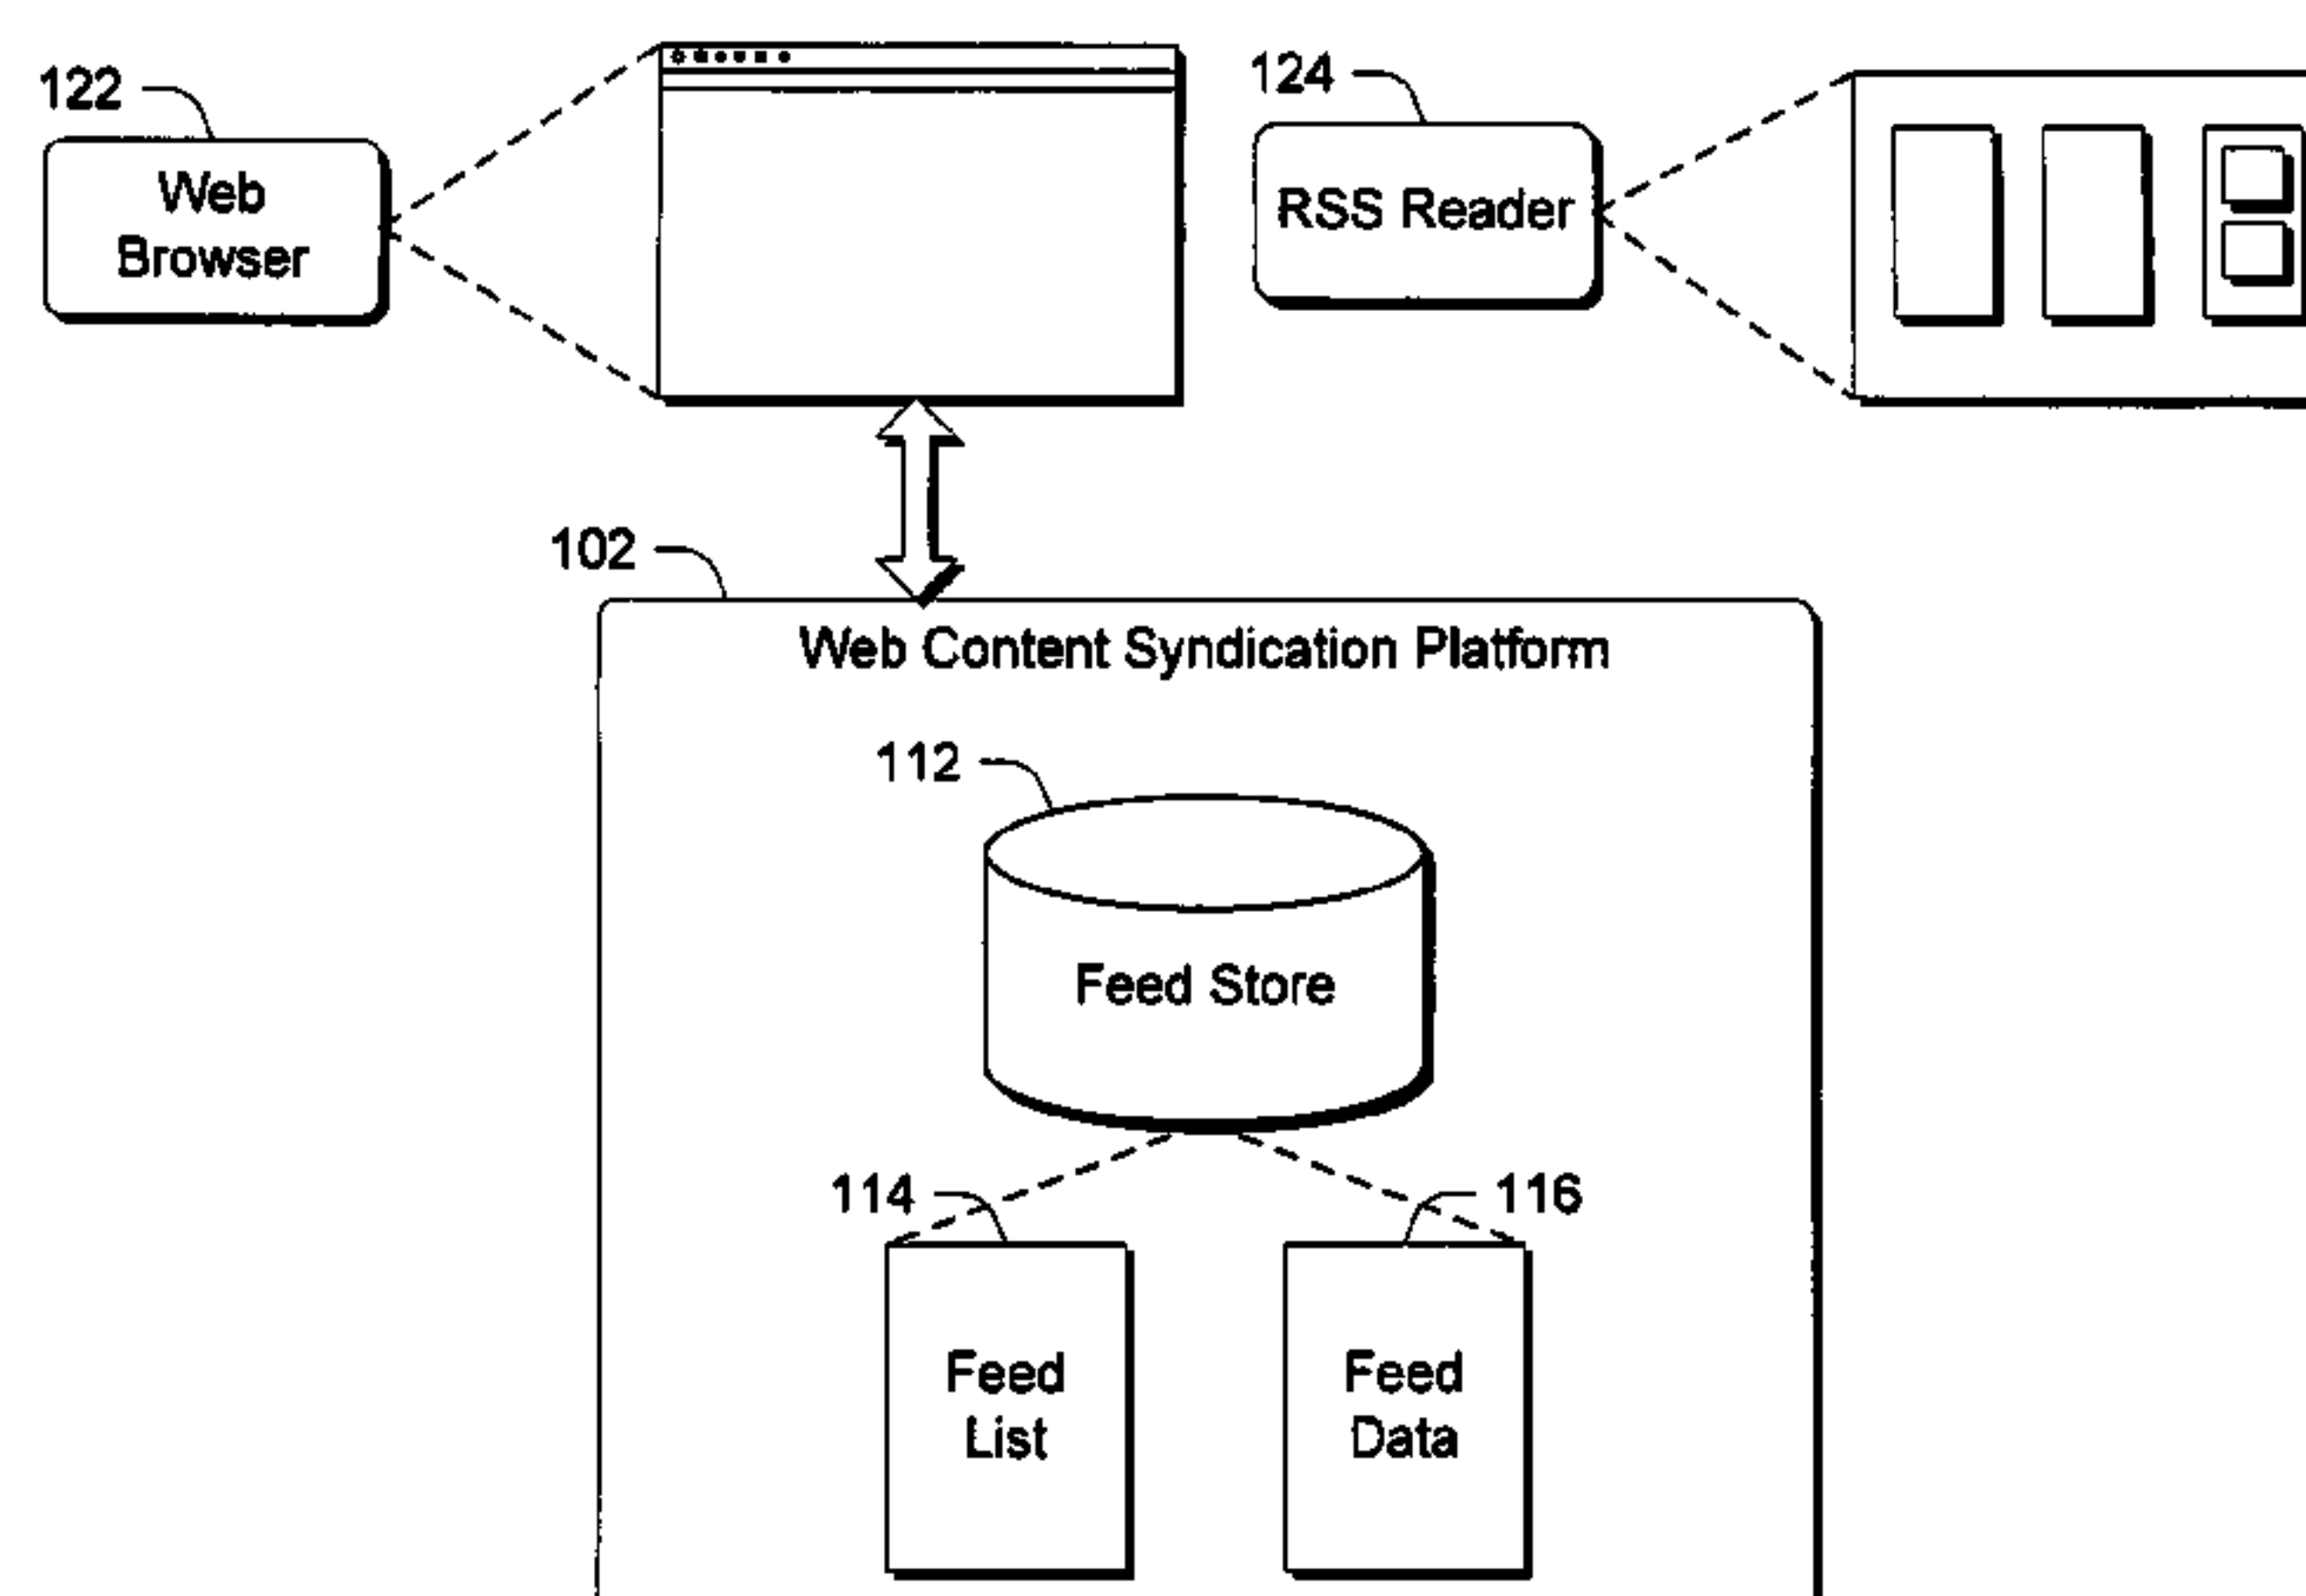 122
Web
Browser
124
RSS Reader
102
Web Content Syndication Platform
112
Feed Store
114
116
Feed
List
Feed
Data